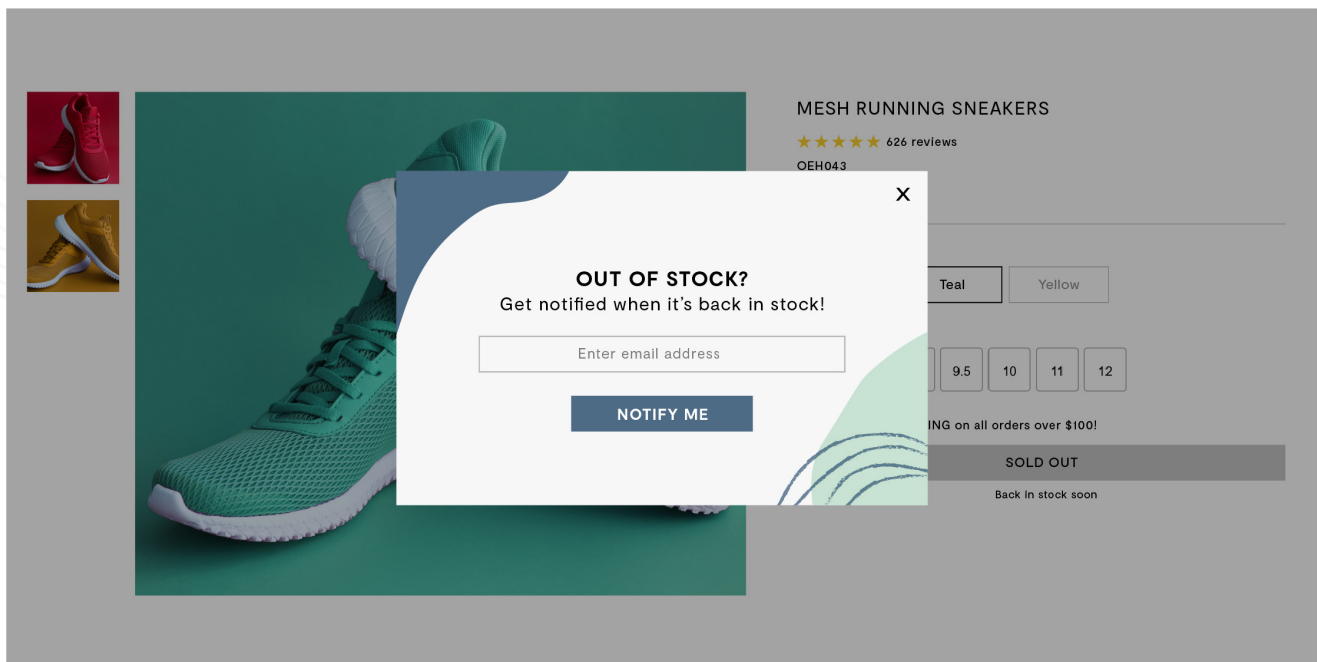 MESH RUNNING SNEAKERS
626 reviews
OEH043
X
OUT OF STOCK?
Get notified when it's back in stock!
Enter email address
NOTIFY ME
Teal
Yellow
9.5
10
11
12
on all orders over $100!
SOLD OUT
Back in stock soon